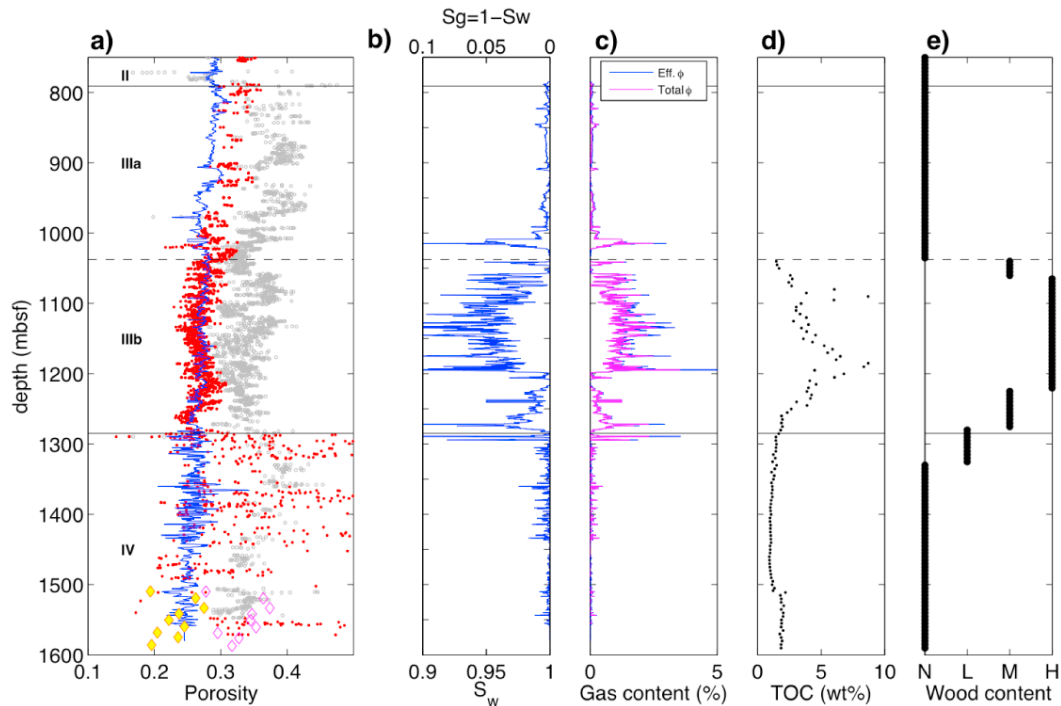 Sg=1−Sw
a)
b)
0.1 0.05 0
c)
d)
e)
II
Eff. ϕ
Total ϕ
800
IIIa
900
1000
1100
IIIb
1200
1300
1400
IV
1500
1600
depth (mbsf)
0.1 0.2 0.3 0.4
0.9 0.95 1
0 5
0 5 10
N L M H
Porosity
S_w
Gas content (%)
TOC (wt%)
Wood content